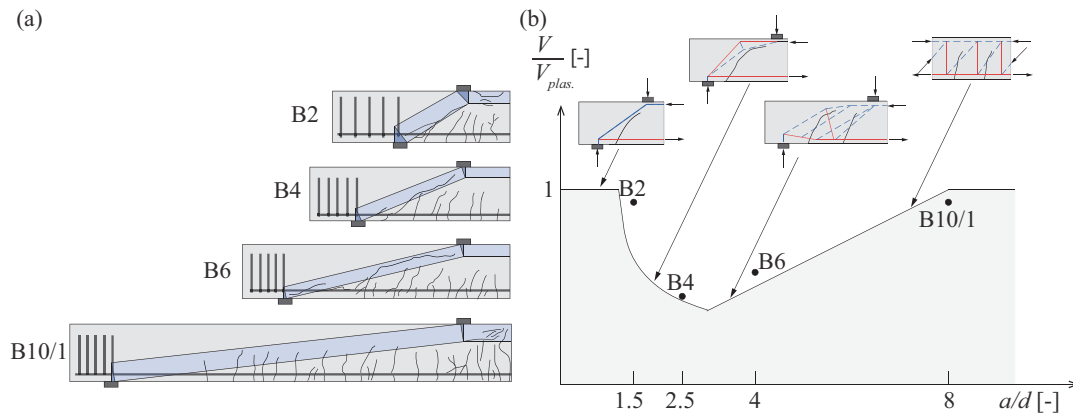 (a)
B2
B4
B6
B10/1
(b)
V
V plas. [-]
1
B2
B4
B6
B10/1
1.5 2.5 4 8 a/d [-]